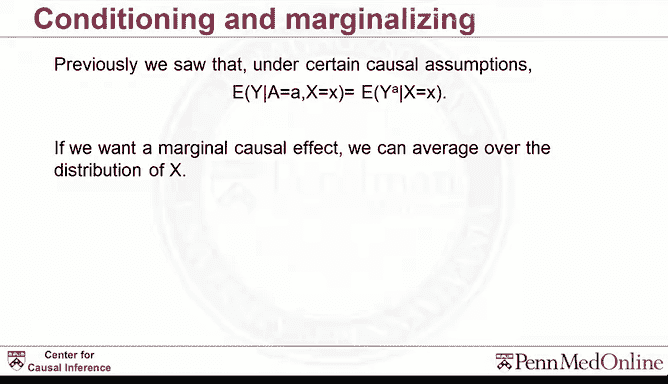 Conditioning and marginalizing
Previously we saw that, under certain causal assumptions,
E(Y|A=a,X=x)= E(Yᵃ|X=x).
If we want a marginal causal effect, we can average over the
distribution of X.
Center for
Causal Inference
PennMedOnline